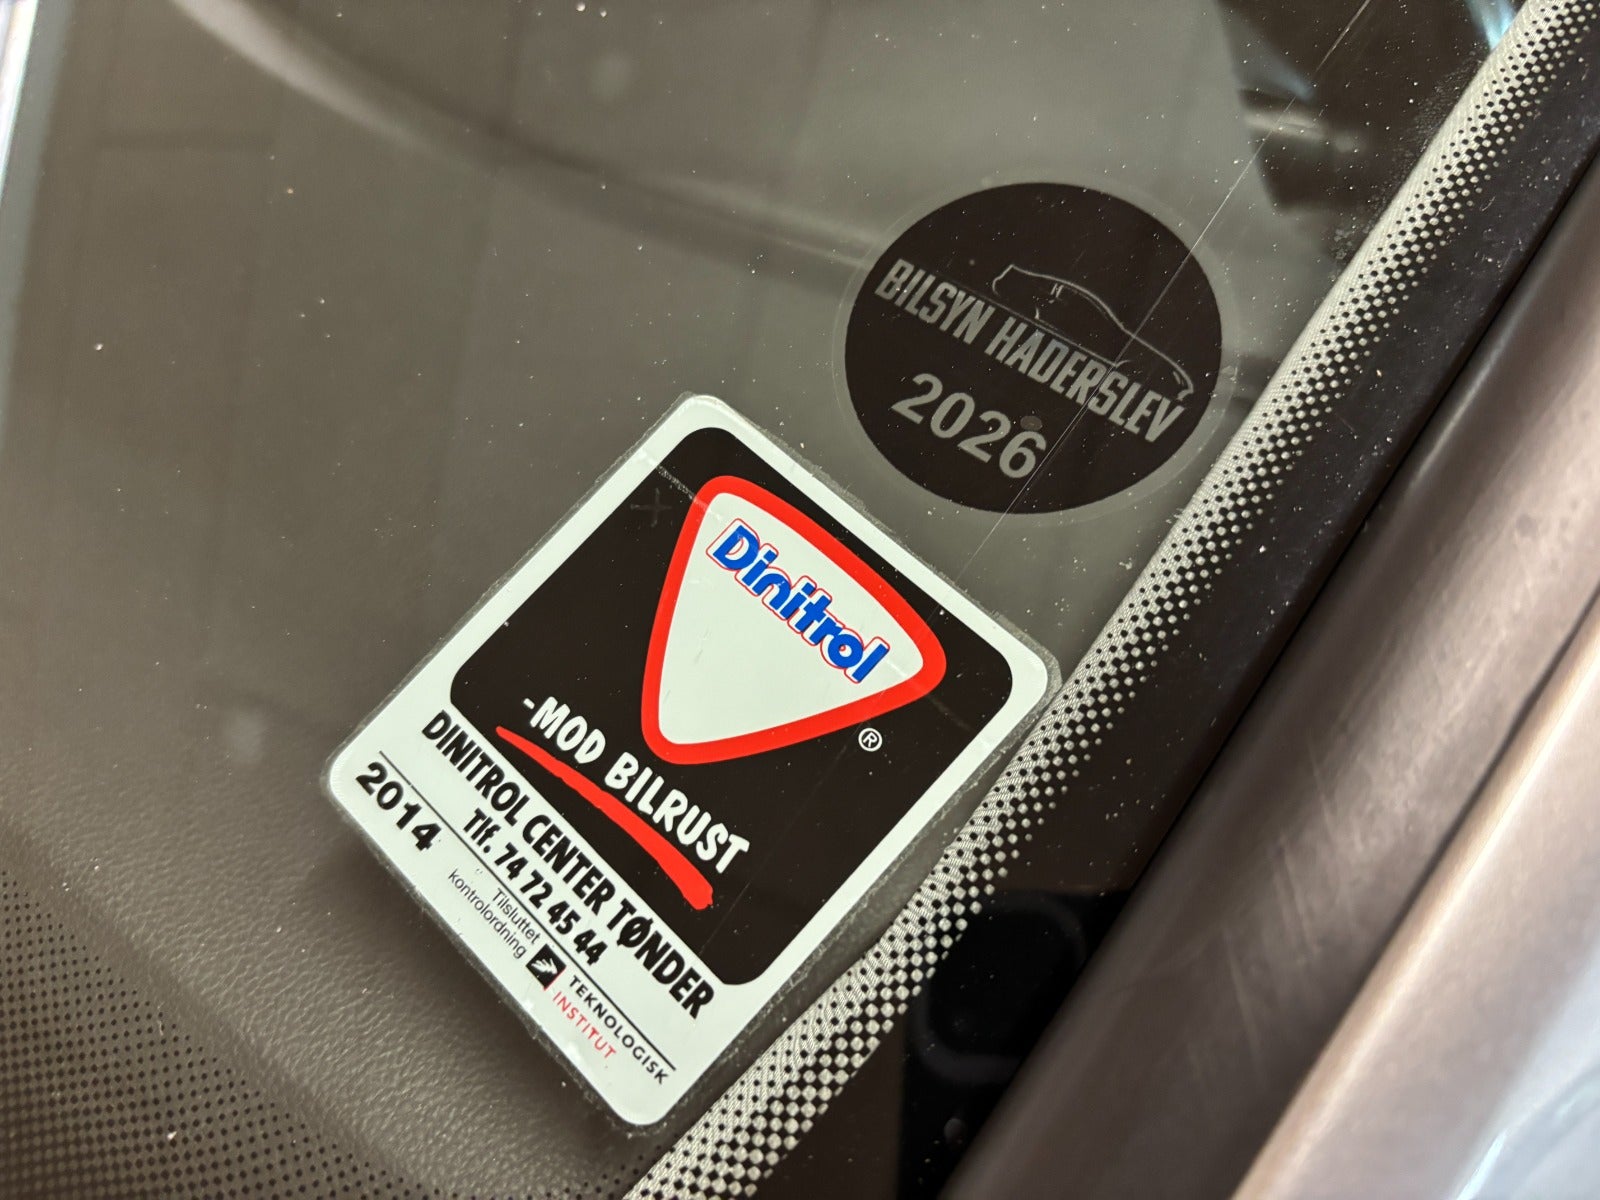 BILSYN HADERSLEV
2026
Dinitrol
®
-MOD BILRUST
DINITROL CENTER TØNDER
Tlf. 74 72 45 44
2014
Tilsluttet
kontrolordning
TEKNOLOGISK
INSTITUT